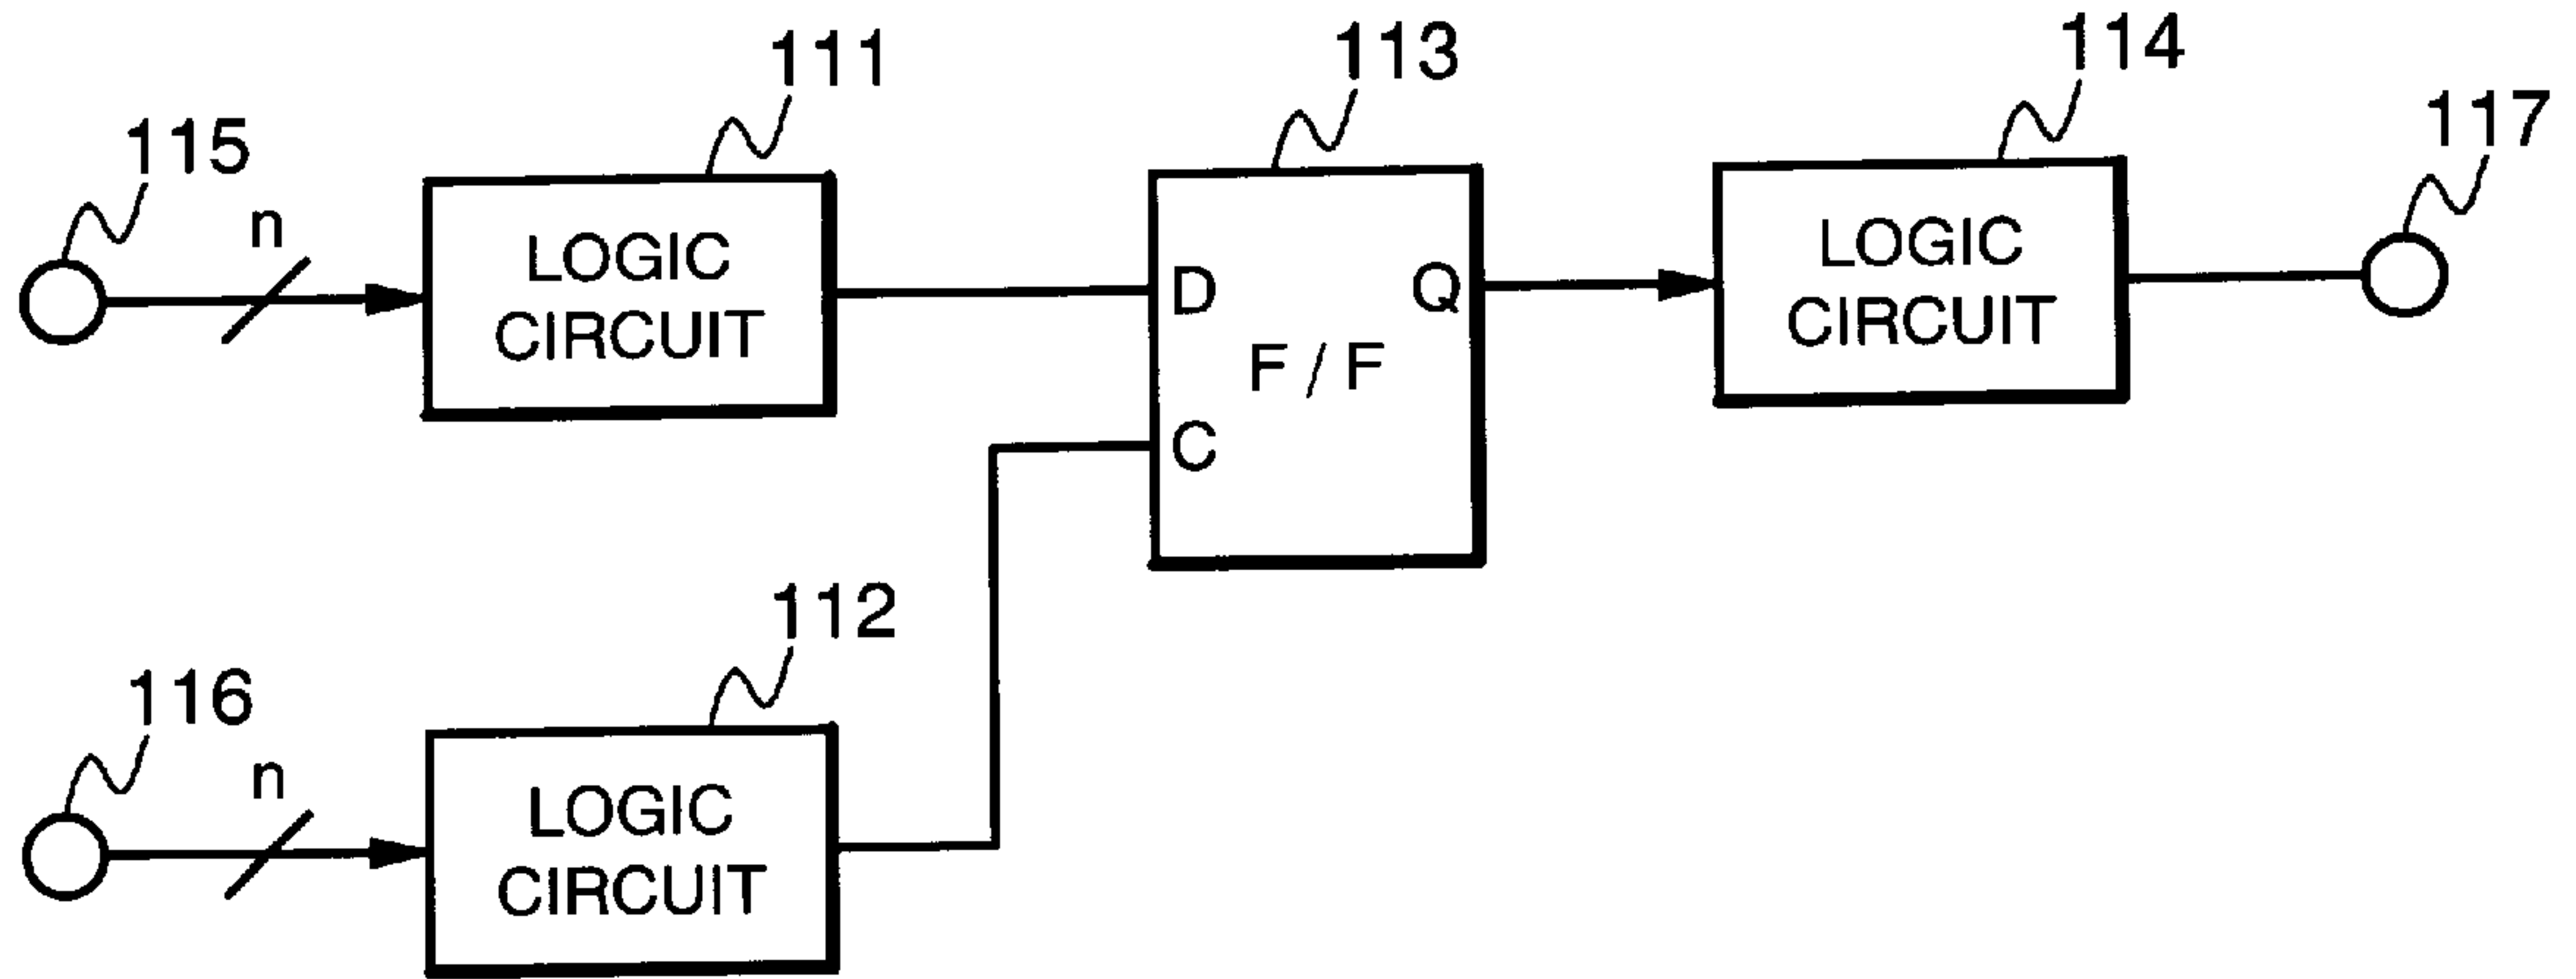 111
113
114
115
117
n
LOGIC
CIRCUIT
D
Q
F / F
C
LOGIC
CIRCUIT
112
116
n
LOGIC
CIRCUIT